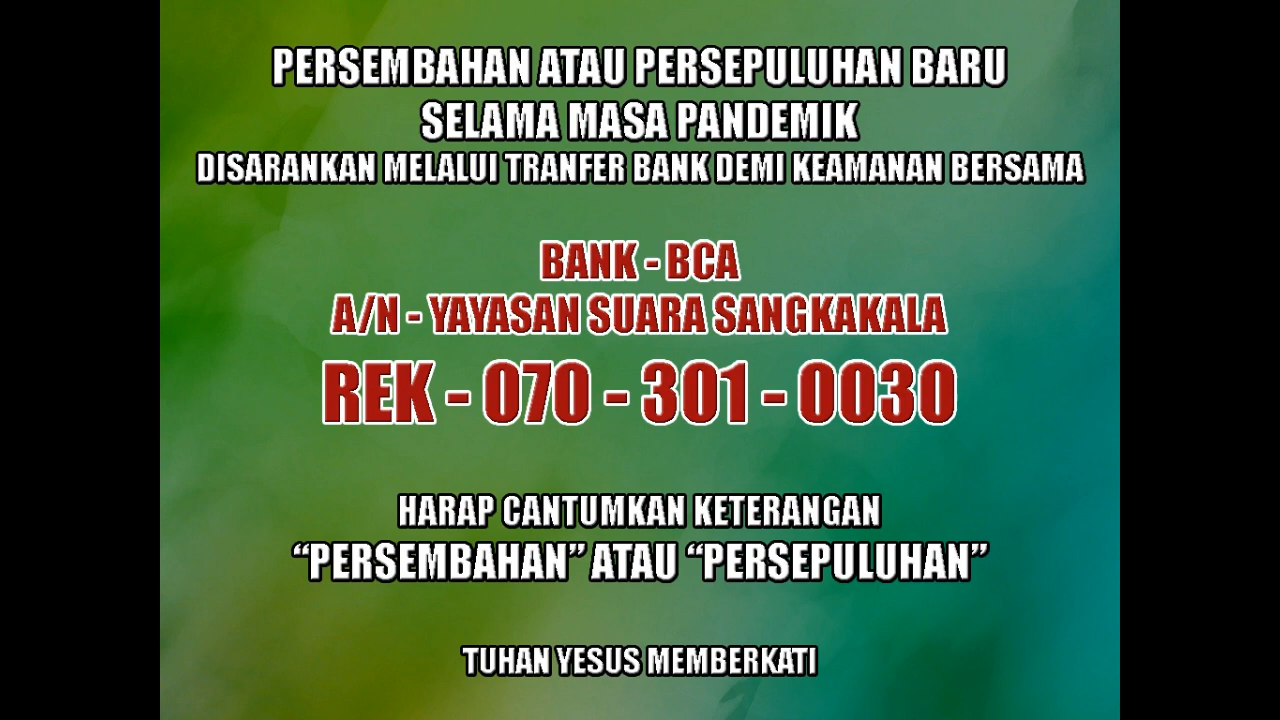 PERSEMBAHAN ATAU PERSEPULUHAN BARU
SELAMA MASA PANDEMIK
DISARANKAN MELALUI TRANFER BANK DEMI KEAMANAN BERSAMA
BANK - BCA
A/N - YAYASAN SUARA SANGKAKALA
REK - 070 - 301 - 0030
HARAP CANTUMKAN KETERANGAN
“PERSEMBAHAN” ATAU “PERSEPULUHAN”
TUHAN YESUS MEMBERKATI